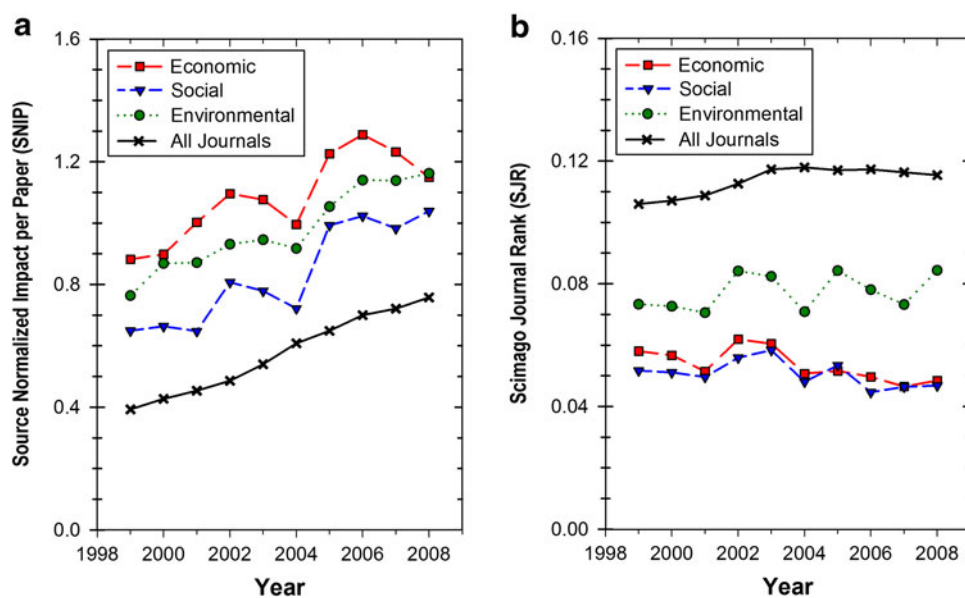 a
Source Normalized Impact per Paper (SNIP)
1.6
1.2
0.8
0.4
0.0
Economic
Social
Environmental
All Journals
1998 2000 2002 2004 2006 2008
Year
b
Scimago Journal Rank (SJR)
0.16
0.12
0.08
0.04
0.00
Economic
Social
Environmental
All Journals
1998 2000 2002 2004 2006 2008
Year